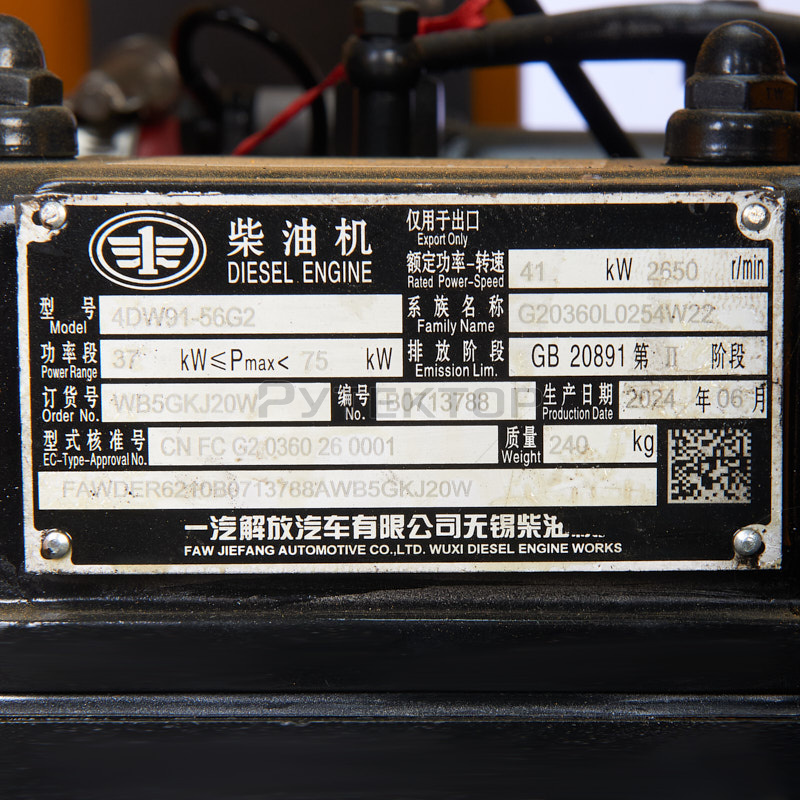 柴油机
DIESEL ENGINE
仅用于出口
Export Only
额定功率-转速 41 kW 2650 r/min
Rated Power-Speed
型号 4DW91-56G2
Model
系族名称 G20360L0254W22
Family Name
功率段 37 kW≤Pmax< 75 kW
Power Range
排放阶段 GB 20891 第 II 阶段
Emission Lim.
订货号 WB5GKJ20W
Order No.
编号 B0713788
No.
生产日期 2024 年 06 月
Production Date
型式核准号 CN FC G2 0360 26 0001
EC-Type-Approval No.
质量 240 kg
Weight
FAWDER6210B0713788AWB5GKJ20W
一汽解放汽车有限公司无锡柴油
FAW JIEFANG AUTOMOTIVE CO.,LTD. WUXI DIESEL ENGINE WORKS